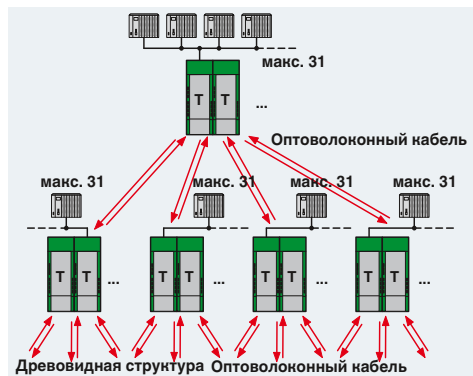 макс. 31
T T ...
Оптоволоконный кабель
макс. 31 макс. 31 макс. 31 макс. 31
T T ... T T ... T T ... T T ...
Древовидная структура Оптоволоконный кабель